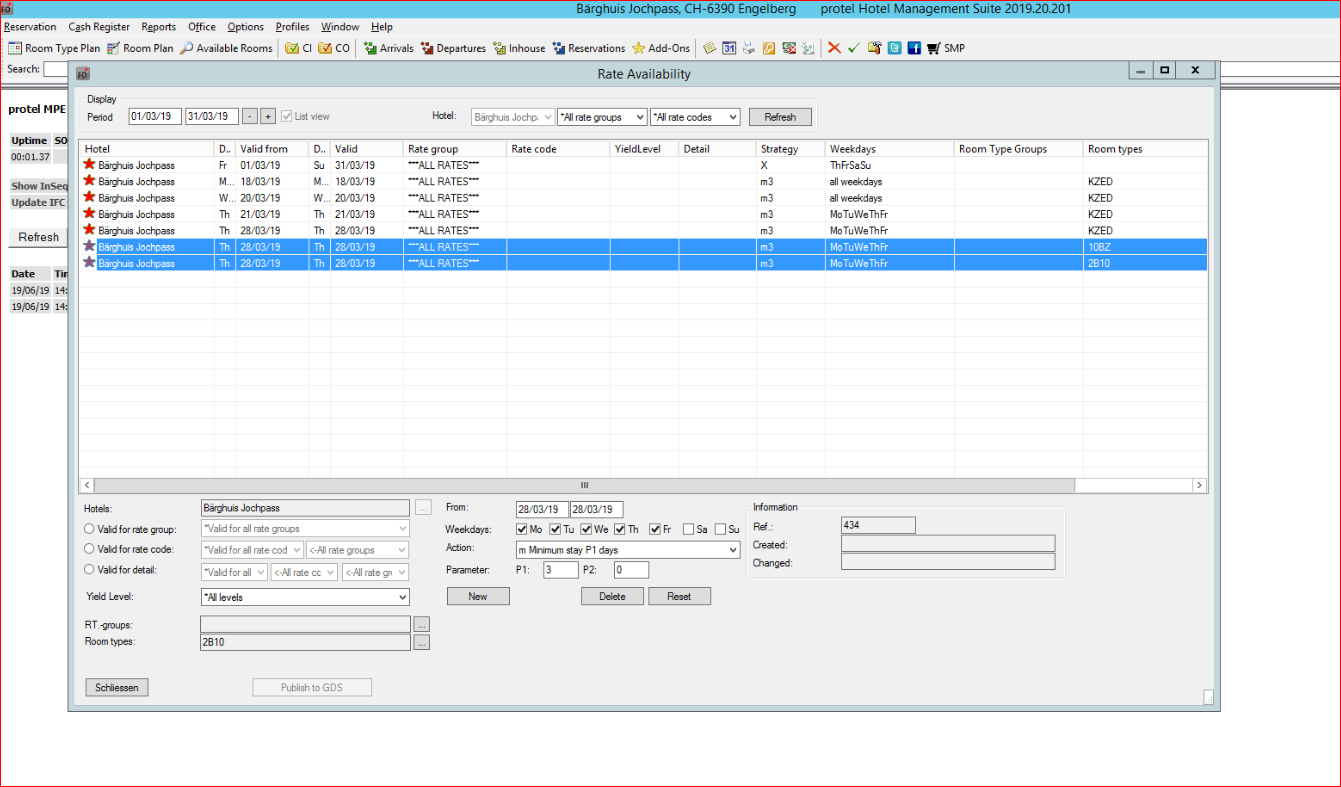 FO Bärghuis Jochpass, CH-6390 Engelberg protel Hotel Management Suite 2019.20.201
Reservation Cash Register Reports Office Options Profiles Window Help
Room Type Plan Room Plan Available Rooms CI CO Arrivals Departures Inhouse Reservations Add-Ons 31 SMP
Search:
FO Rate Availability
Display
Period 01/03/19 31/03/19 - + List view Hotel: Bärghuis Jochp *All rate groups *All rate codes Refresh
protel MPE
Uptime SO
00:01.37
Show InSeq
Update IFC
Refresh
Date Tir
19/06/19 14:
19/06/19 14:
Hotel D.. Valid from D.. Valid Rate group Rate code YieldLevel Detail Strategy Weekdays Room Type Groups Room types
Bärghuis Jochpass Fr 01/03/19 Su 31/03/19 ***ALL RATES*** X ThFrSaSu
Bärghuis Jochpass M... 18/03/19 M... 18/03/19 ***ALL RATES*** m3 all weekdays KZED
Bärghuis Jochpass W... 20/03/19 W... 20/03/19 ***ALL RATES*** m3 all weekdays KZED
Bärghuis Jochpass Th 21/03/19 Th 21/03/19 ***ALL RATES*** m3 MoTuWeThFr KZED
Bärghuis Jochpass Th 28/03/19 Th 28/03/19 ***ALL RATES*** m3 MoTuWeThFr KZED
Bärghuis Jochpass Th 28/03/19 Th 28/03/19 ***ALL RATES*** m3 MoTuWeThFr 10BZ
Bärghuis Jochpass Th 28/03/19 Th 28/03/19 ***ALL RATES*** m3 MoTuWeThFr 2B10
Hotels: Bärghuis Jochpass ...
Valid for rate group: *Valid for all rate groups
Valid for rate code: *Valid for all rate cod <-All rate groups
Valid for detail: *Valid for all <-All rate cc <-All rate gr
Yield Level: *All levels
RT.-groups: ...
Room types: 2B10 ...
From: 28/03/19 28/03/19
Weekdays: Mo Tu We Th Fr Sa Su
Action: m Minimum stay P1 days
Parameter: P1: 3 P2: 0
New Delete Reset
Information
Ref.: 434
Created:
Changed:
Schliessen Publish to GDS